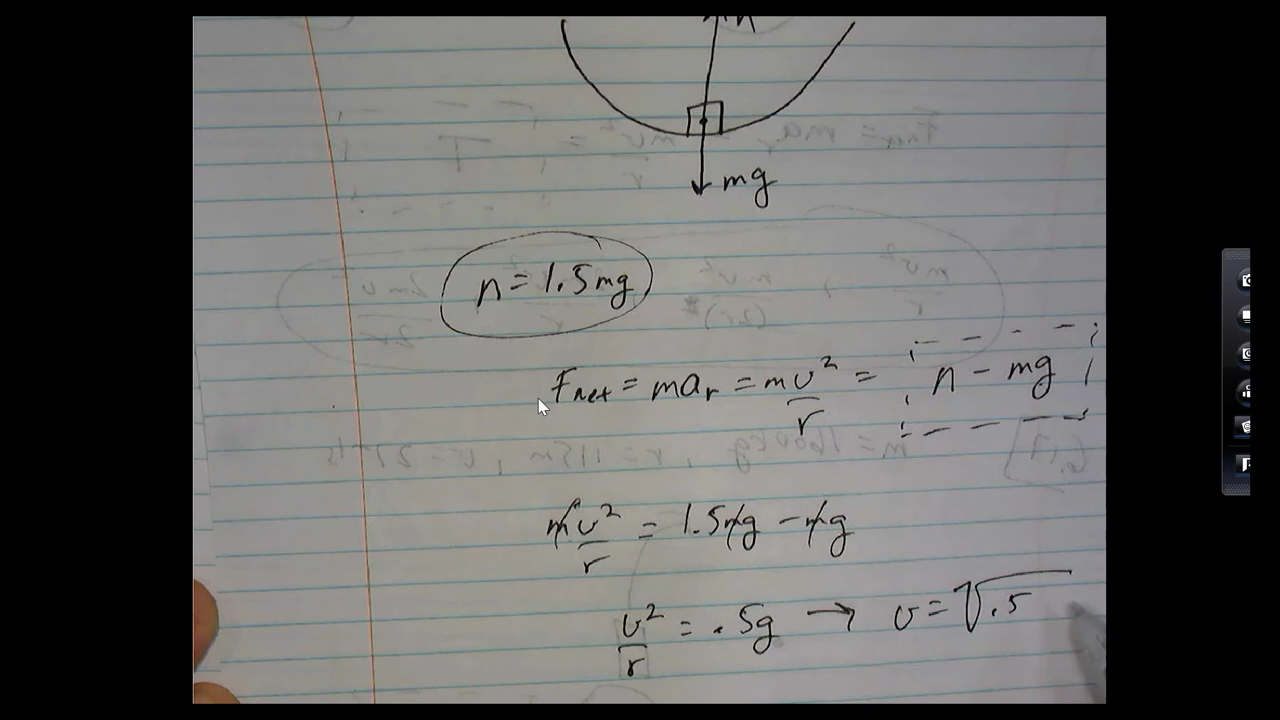 n
mg
n = 1.5mg
Fnet = mar = mv²/r = n - mg
mv²/r = 1.5mg - mg
v²/r = .5g → v = √.5